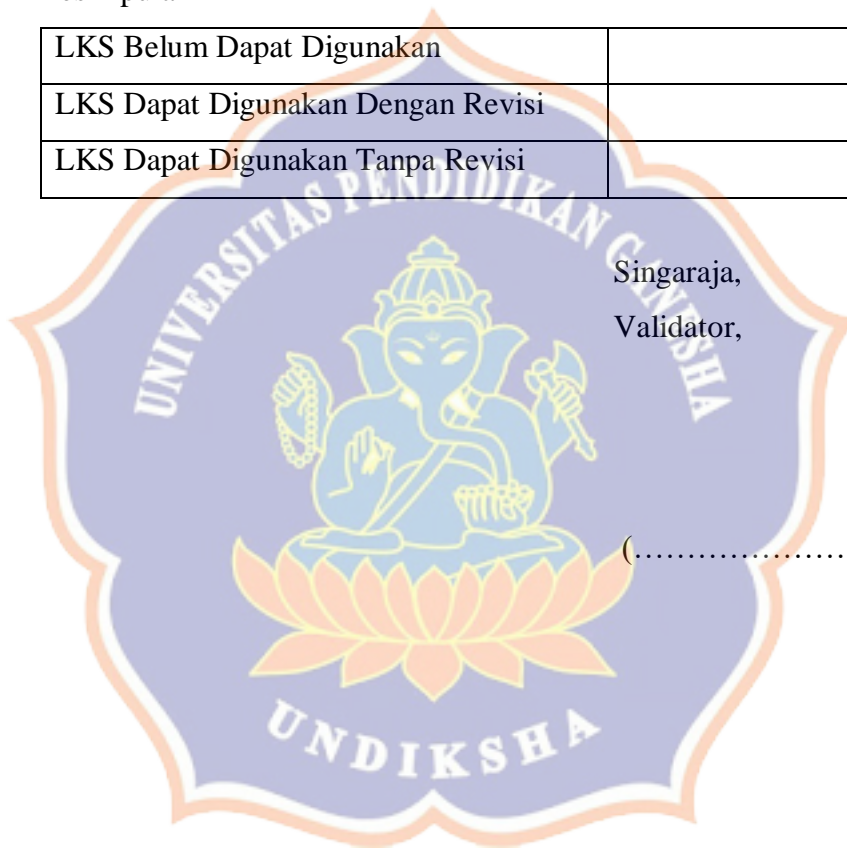 LKS Belum Dapat Digunakan
LKS Dapat Digunakan Dengan Revisi
LKS Dapat Digunakan Tanpa Revisi
UNIVERSITAS PENDIDIKAN GANESHA
Singaraja,
Validator,
(…………………
UNDIKSHA